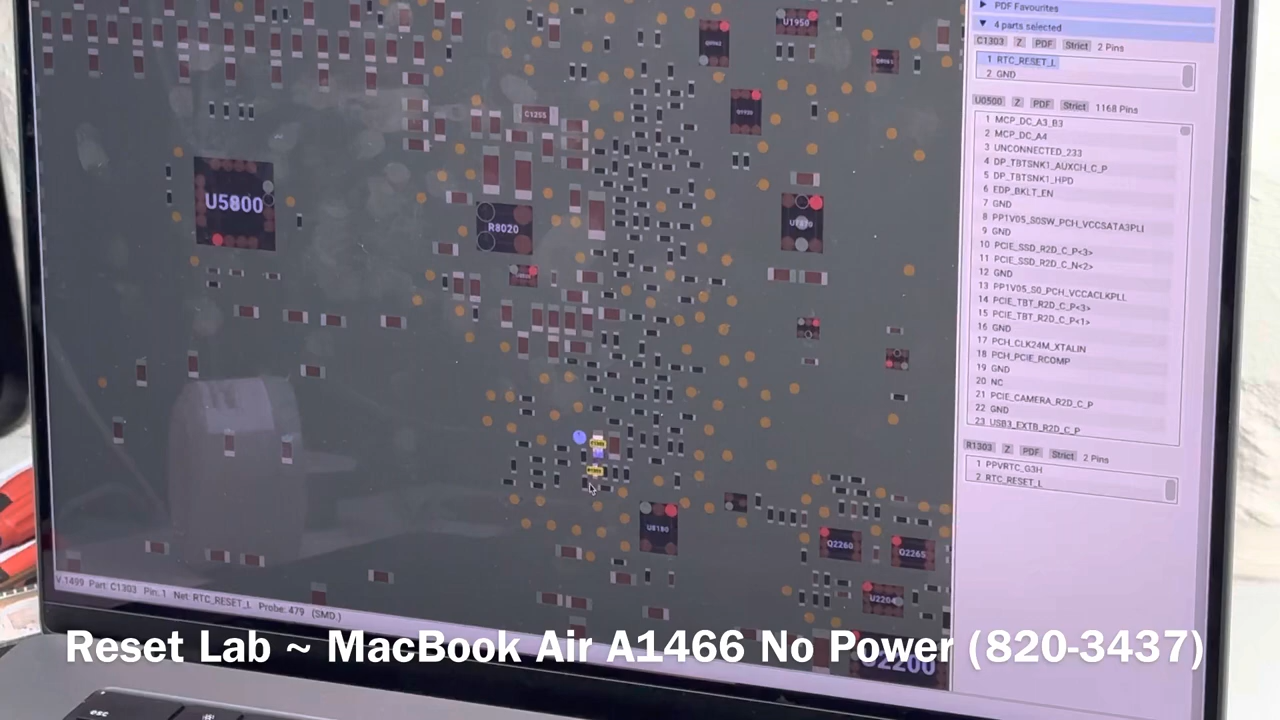 PDF Favourites
4 parts selected
C1303 Z PDF Strict 2 Pins
1 RTC_RESET_L
2 GND
U0500 Z PDF Strict 1168 Pins
1 MCP_DC_A3_B3
2 MCP_DC_A4
3 UNCONNECTED_233
4 DP_TBTSNK1_AUXCH_C_P
5 DP_TBTSNK1_HPD
6 EDP_BKLT_EN
7 GND
8 PP1V05_S0SW_PCH_VCCSATA3PLL
9 GND
10 PCIE_SSD_R2D_C_P<3>
11 PCIE_SSD_R2D_C_N<2>
12 GND
13 PP1V05_S0_PCH_VCCACLKPLL
14 PCIE_TBT_R2D_C_P<3>
15 PCIE_TBT_R2D_C_P<1>
16 GND
17 PCH_CLK24M_XTALIN
18 PCH_PCIE_RCOMP
19 GND
20 NC
21 PCIE_CAMERA_R2D_C_P
22 GND
23 USB3_EXTB_R2D_C_P
R1303 Z PDF Strict 2 Pins
1 PPVRTC_G3H
2 RTC_RESET_L
U1950
C1255
U5800
R8020
Q2260
Q2265
U2204
Part: C1303 Pin: 1 Net: RTC_RESET_L Probe: 479 (SMD.)
Reset Lab ~ MacBook Air A1466 No Power (820-3437)
esc